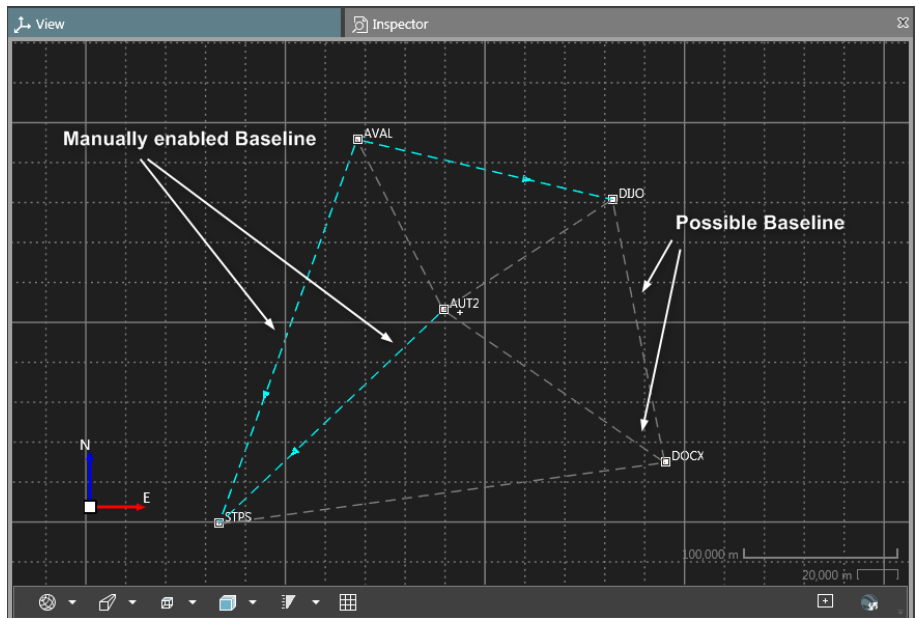 View
Inspector
AVAL
Manually enabled Baseline
DIJO
Possible Baseline
AUT2
N
DOCX
E
STPS
100,000 m
20,000 m